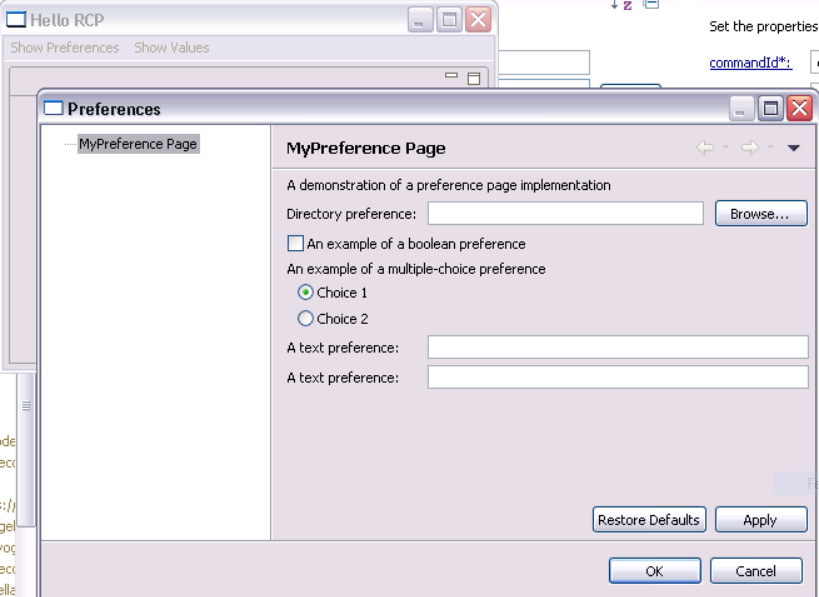 Hello RCP
Set the properties
Show Preferences Show Values
commandId*:
Preferences
MyPreference Page
MyPreference Page
A demonstration of a preference page implementation
Directory preference:
Browse...
An example of a boolean preference
An example of a multiple-choice preference
Choice 1
Choice 2
A text preference:
A text preference:
Restore Defaults
Apply
OK
Cancel